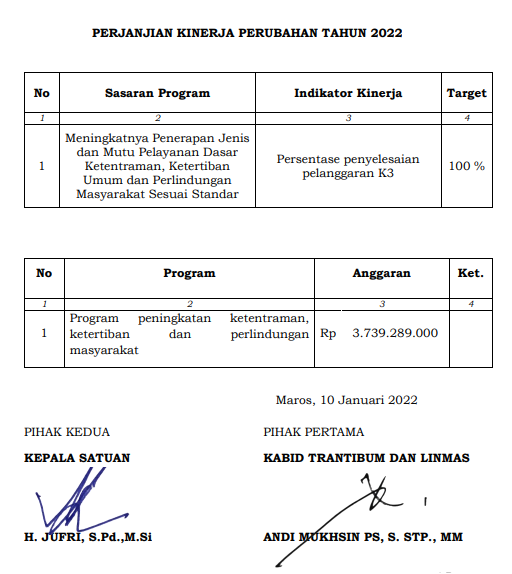 PERJANJIAN KINERJA PERUBAHAN TAHUN 2022
No Sasaran Program Indikator Kinerja Target
1 2 3 4
1 Meningkatnya Penerapan Jenis dan Mutu Pelayanan Dasar Ketentraman, Ketertiban Umum dan Perlindungan Masyarakat Sesuai Standar Persentase penyelesaian pelanggaran K3 100 %
No Program Anggaran Ket.
1 2 3 4
1 Program peningkatan ketentraman, ketertiban dan perlindungan masyarakat Rp 3.739.289.000
Maros, 10 Januari 2022
PIHAK KEDUA PIHAK PERTAMA
KEPALA SATUAN KABID TRANTIBUM DAN LINMAS
H. JUFRI, S.Pd.,M.Si ANDI MUKHSIN PS, S. STP., MM